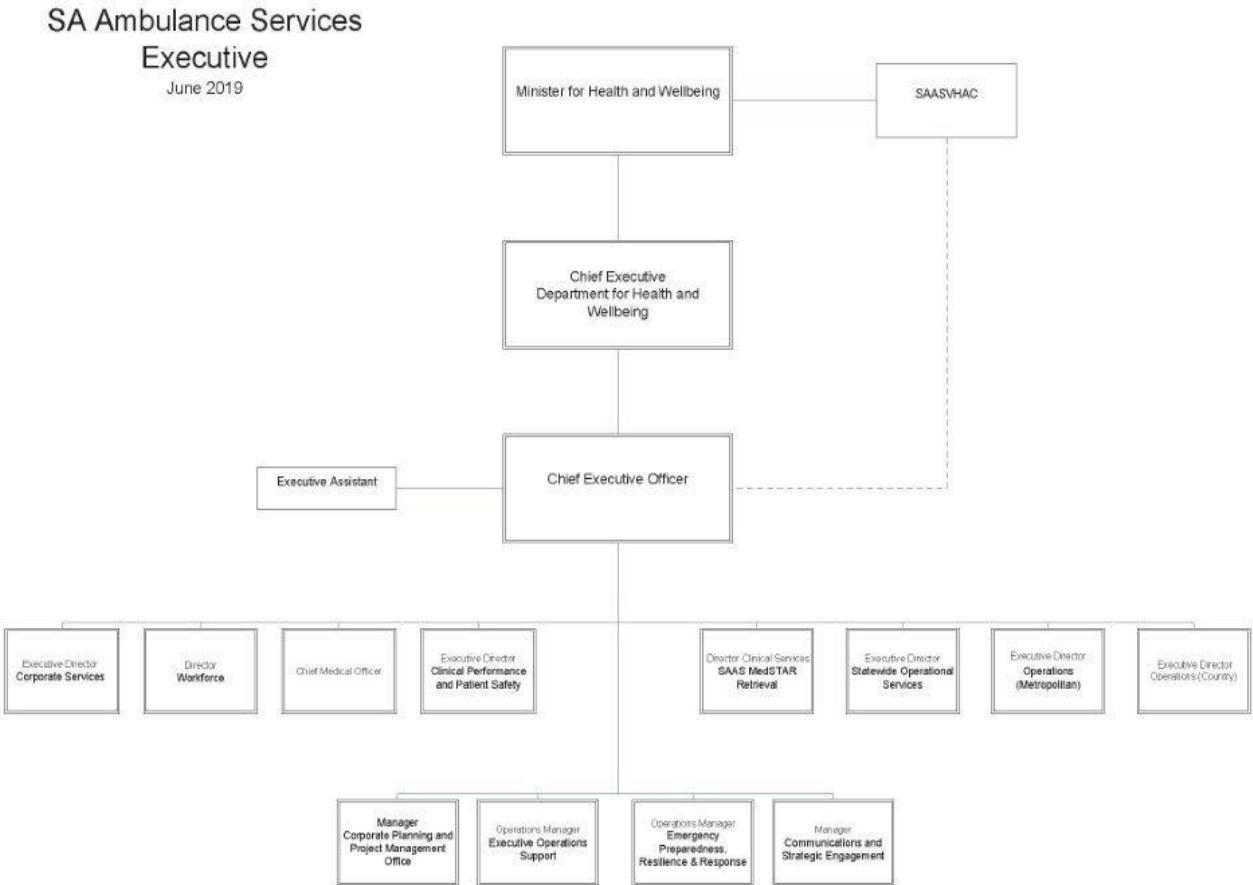 SA Ambulance Services
Executive
June 2019
Minister for Health and Wellbeing
SAASVHAC
Chief Executive
Department for Health and
Wellbeing
Executive Assistant
Chief Executive Officer
Executive Director
Corporate Services
Director
Workforce
Chief Medical Officer
Executive Director
Clinical Performance
and Patient Safety
Director Clinical Services
SAAS MedSTAR
Retrieval
Executive Director
Statewide Operational
Services
Executive Director
Operations
(Metropolitan)
Executive Director
Operations (Country)
Manager
Corporate Planning and
Project Management
Office
Operations Manager
Executive Operations
Support
Operations Manager
Emergency
Preparedness,
Resilience & Response
Manager
Communications and
Strategic Engagement